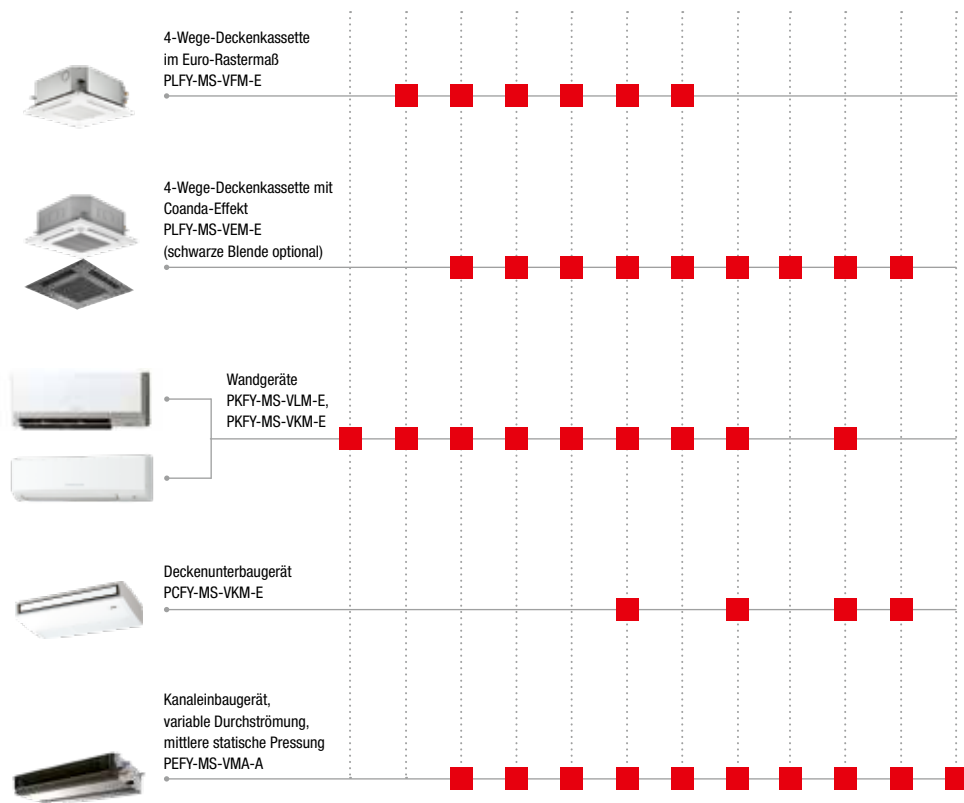 4-Wege-Deckenkassette
im Euro-Rastermaß
PLFY-MS-VFM-E
4-Wege-Deckenkassette mit
Coanda-Effekt
PLFY-MS-VEM-E
(schwarze Blende optional)
Wandgeräte
PKFY-MS-VLM-E,
PKFY-MS-VKM-E
Deckenunterbaugerät
PCFY-MS-VKM-E
Kanaleinbaugerät,
variable Durchströmung,
mittlere statische Pressung
PEFY-MS-VMA-A